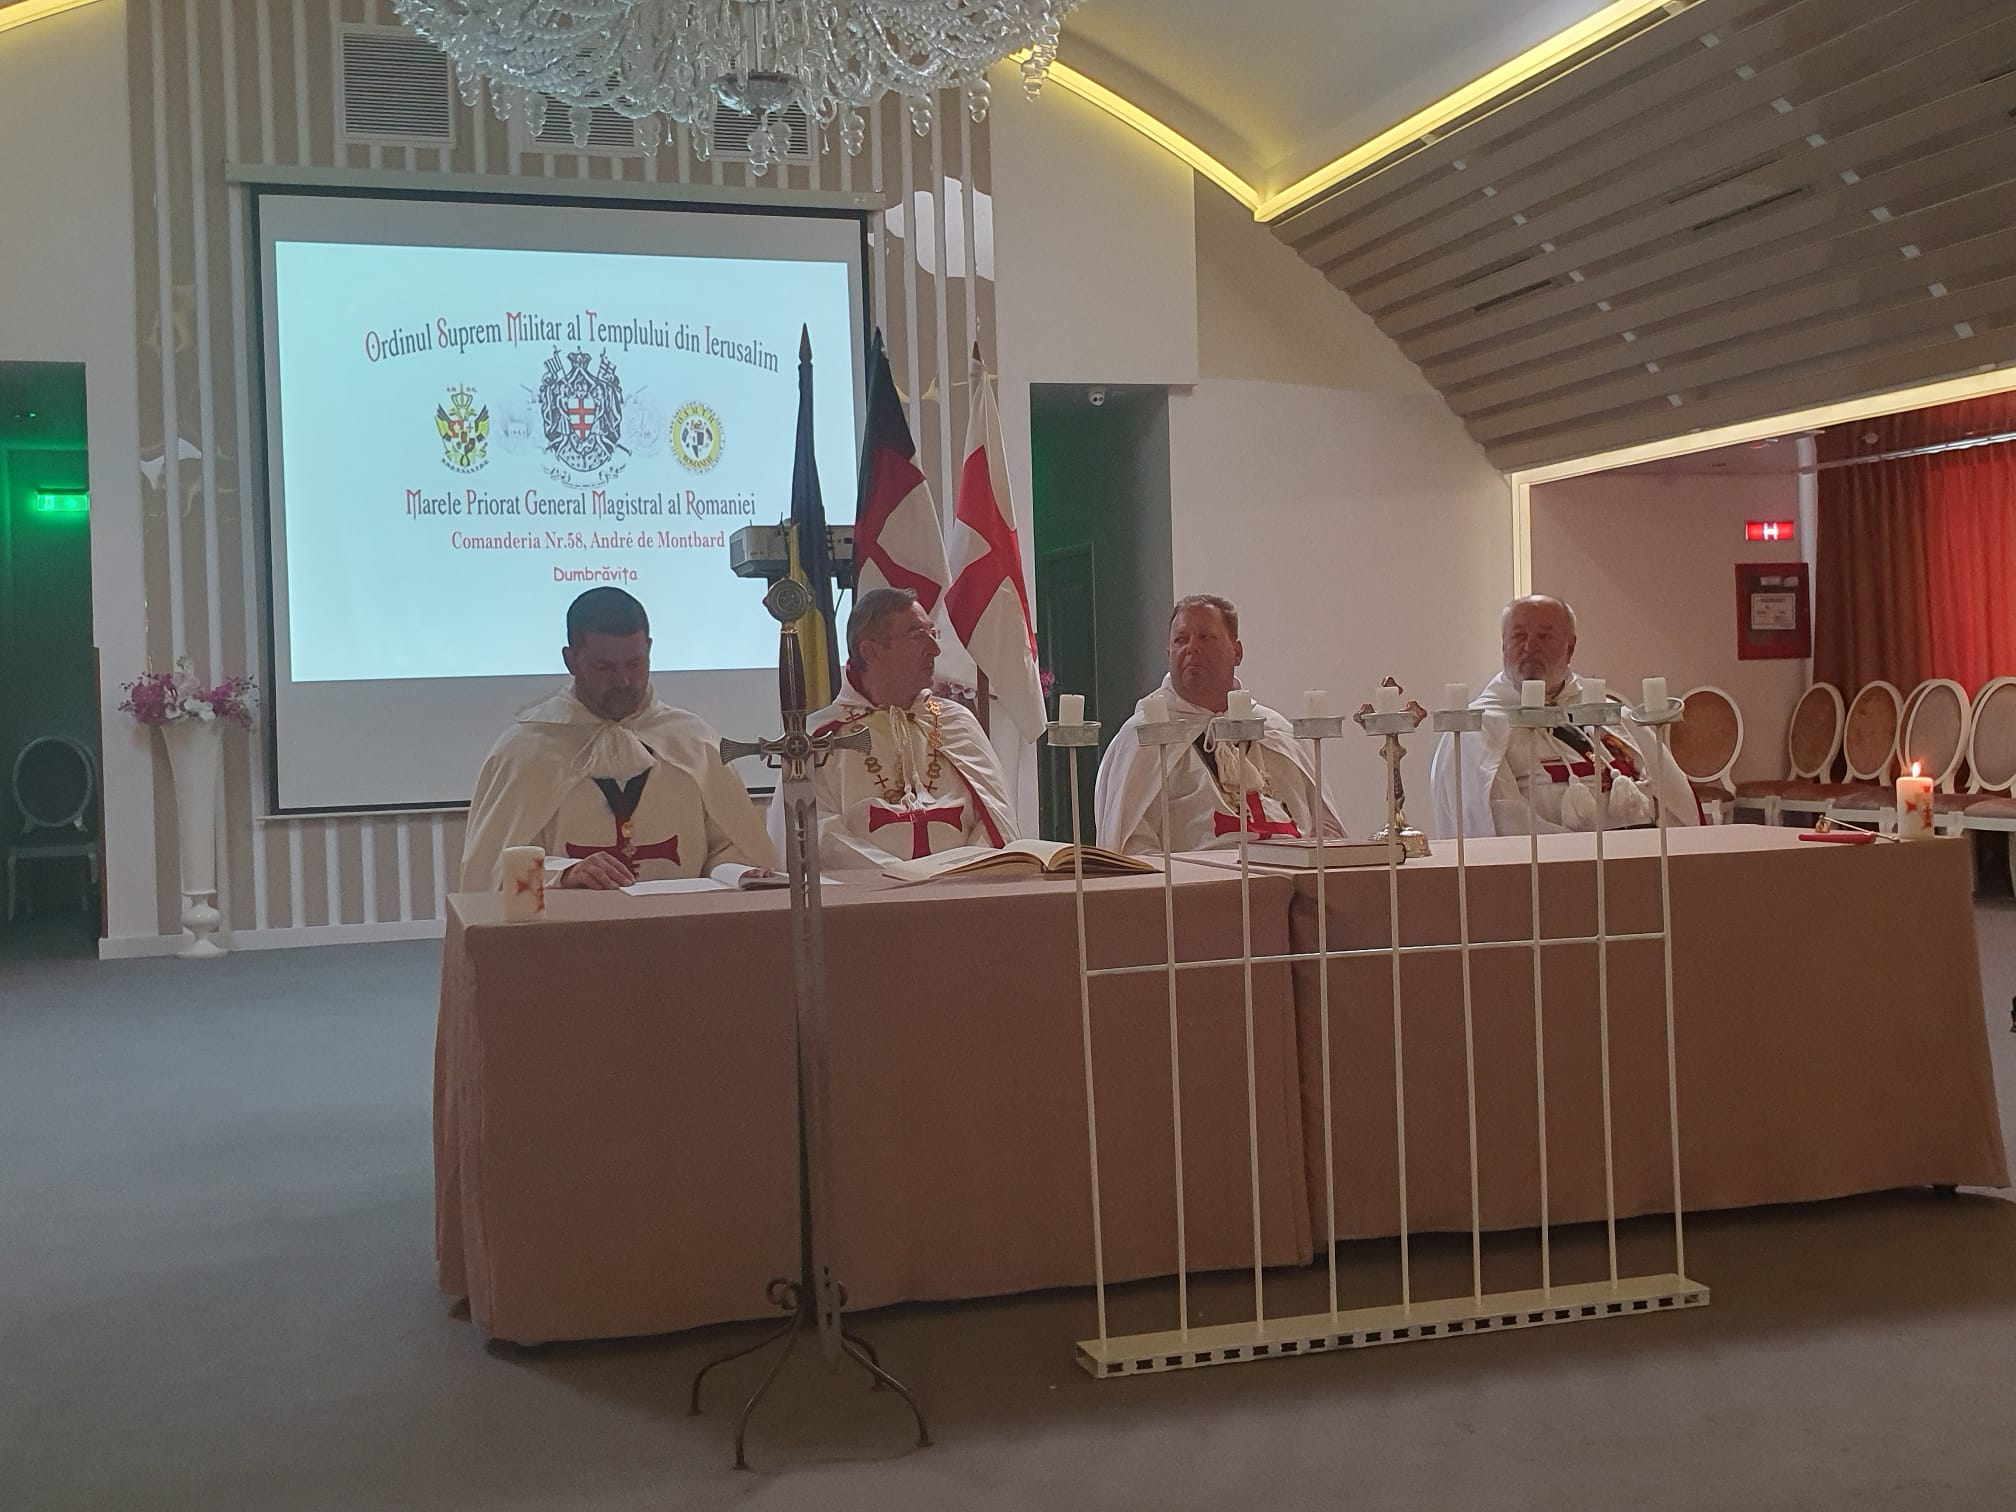 Ordinul Suprem Militar al Templului din Ierusalim
Marele Priorat General Magistral al Romaniei
Comanderia Nr.58, André de Montbard
Dumbrăvița
H